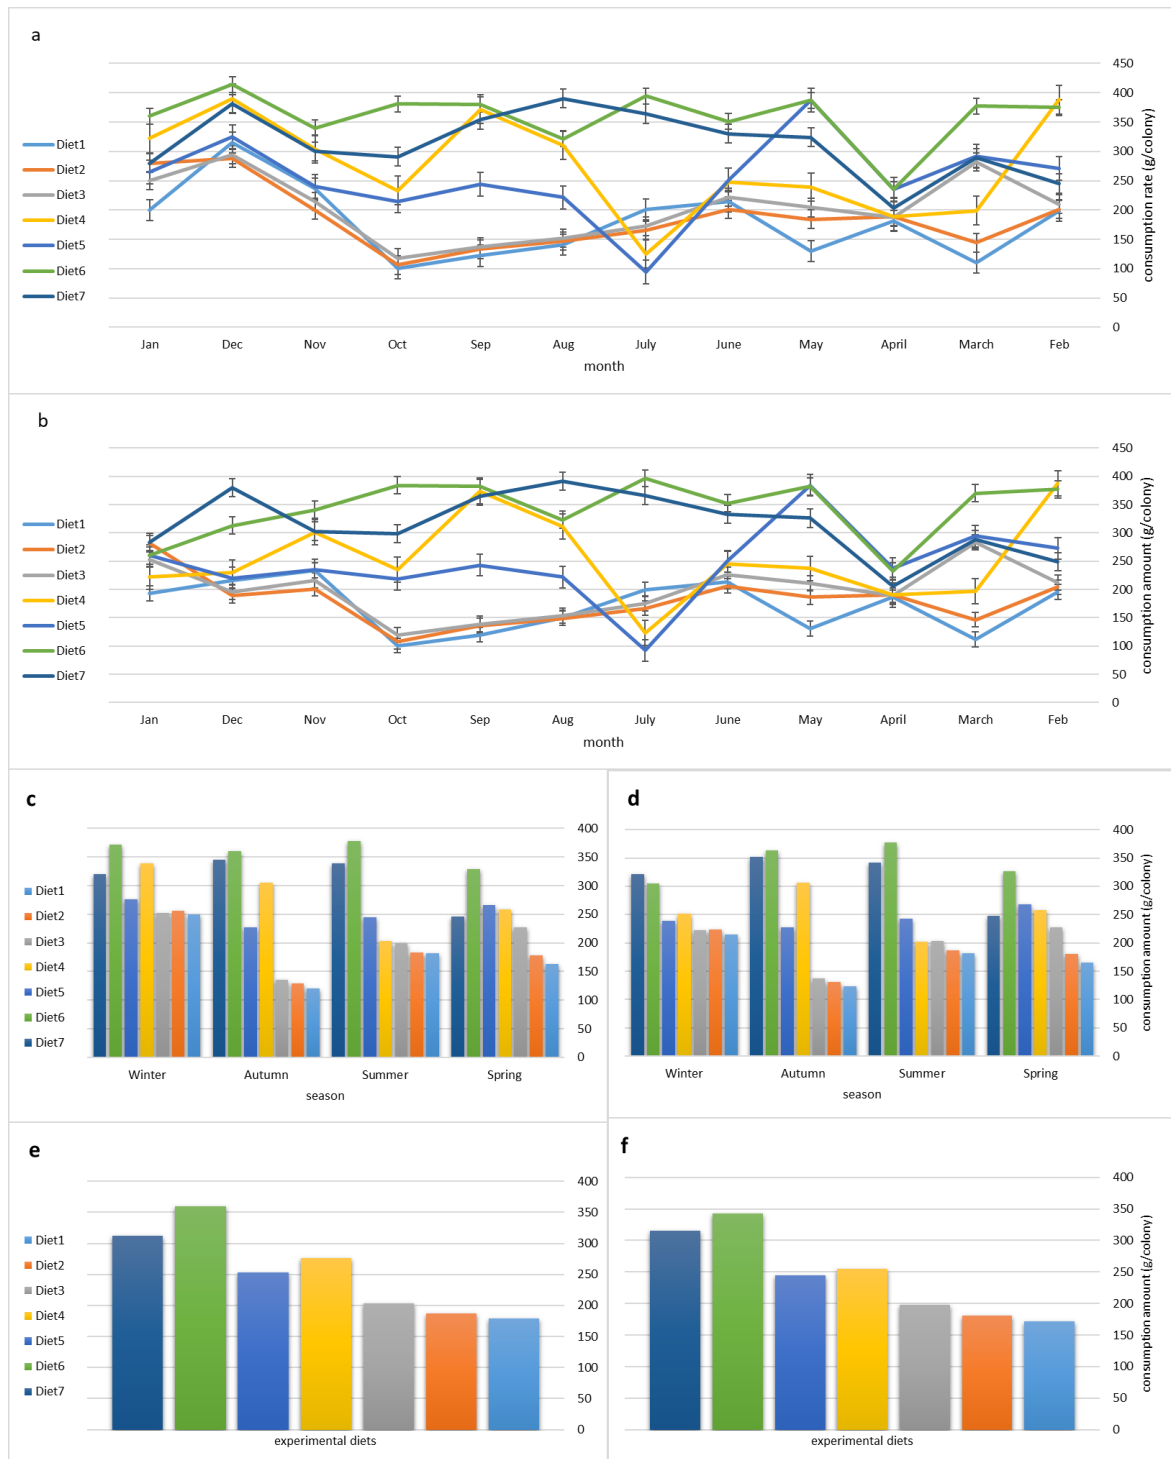 a
450
400
350
300
250
200
150
100
50
0
consumption rate (g/colony)
Diet1
Diet2
Diet3
Diet4
Diet5
Diet6
Diet7
Jan Dec Nov Oct Sep Aug July June May April March Feb
month
b
450
400
350
300
250
200
150
100
50
0
consumption amount (g/colony)
Diet1
Diet2
Diet3
Diet4
Diet5
Diet6
Diet7
Jan Dec Nov Oct Sep Aug July June May April March Feb
month
c
400
350
300
250
200
150
100
50
0
Diet1
Diet2
Diet3
Diet4
Diet5
Diet6
Diet7
Winter Autumn Summer Spring
season
d
400
350
300
250
200
150
100
50
0
consumption amount (g/colony)
Winter Autumn Summer Spring
season
e
400
350
300
250
200
150
100
50
0
Diet1
Diet2
Diet3
Diet4
Diet5
Diet6
Diet7
experimental diets
f
400
350
300
250
200
150
100
50
0
consumption amount (g/colony)
experimental diets